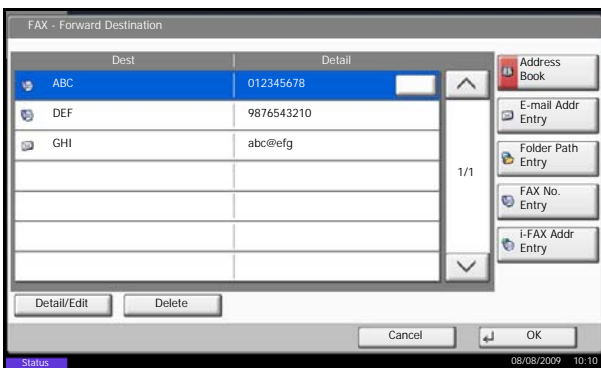 FAX - Forward Destination
Dest Detail
ABC 012345678
DEF 9876543210
GHI abc@efg
1/1
Address
Book
E-mail Addr
Entry
Folder Path
Entry
FAX No.
Entry
i-FAX Addr
Entry
Detail/Edit Delete
Cancel OK
Status 08/08/2009 10:10